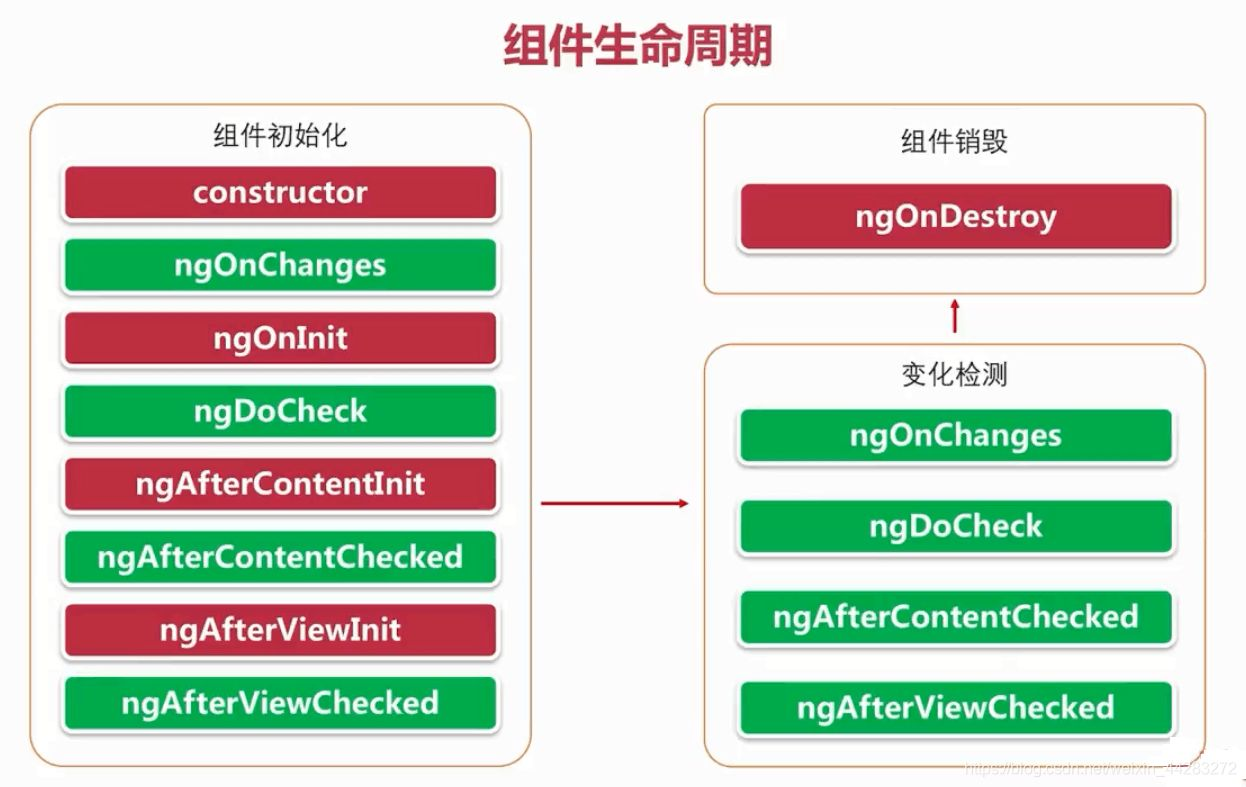 组件生命周期
组件初始化
constructor
ngOnChanges
ngOnInit
ngDoCheck
ngAfterContentInit
ngAfterContentChecked
ngAfterViewInit
ngAfterViewChecked
组件销毁
ngOnDestroy
变化检测
ngOnChanges
ngDoCheck
ngAfterContentChecked
ngAfterViewChecked
https://blog.csdn.net/weixin_44283272